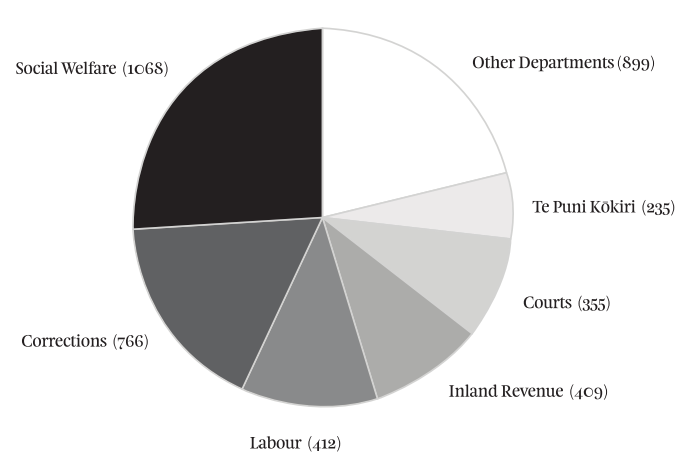 Social Welfare (1068)
Other Departments (899)
Te Puni Kōkiri (235)
Courts (355)
Corrections (766)
Inland Revenue (409)
Labour (412)